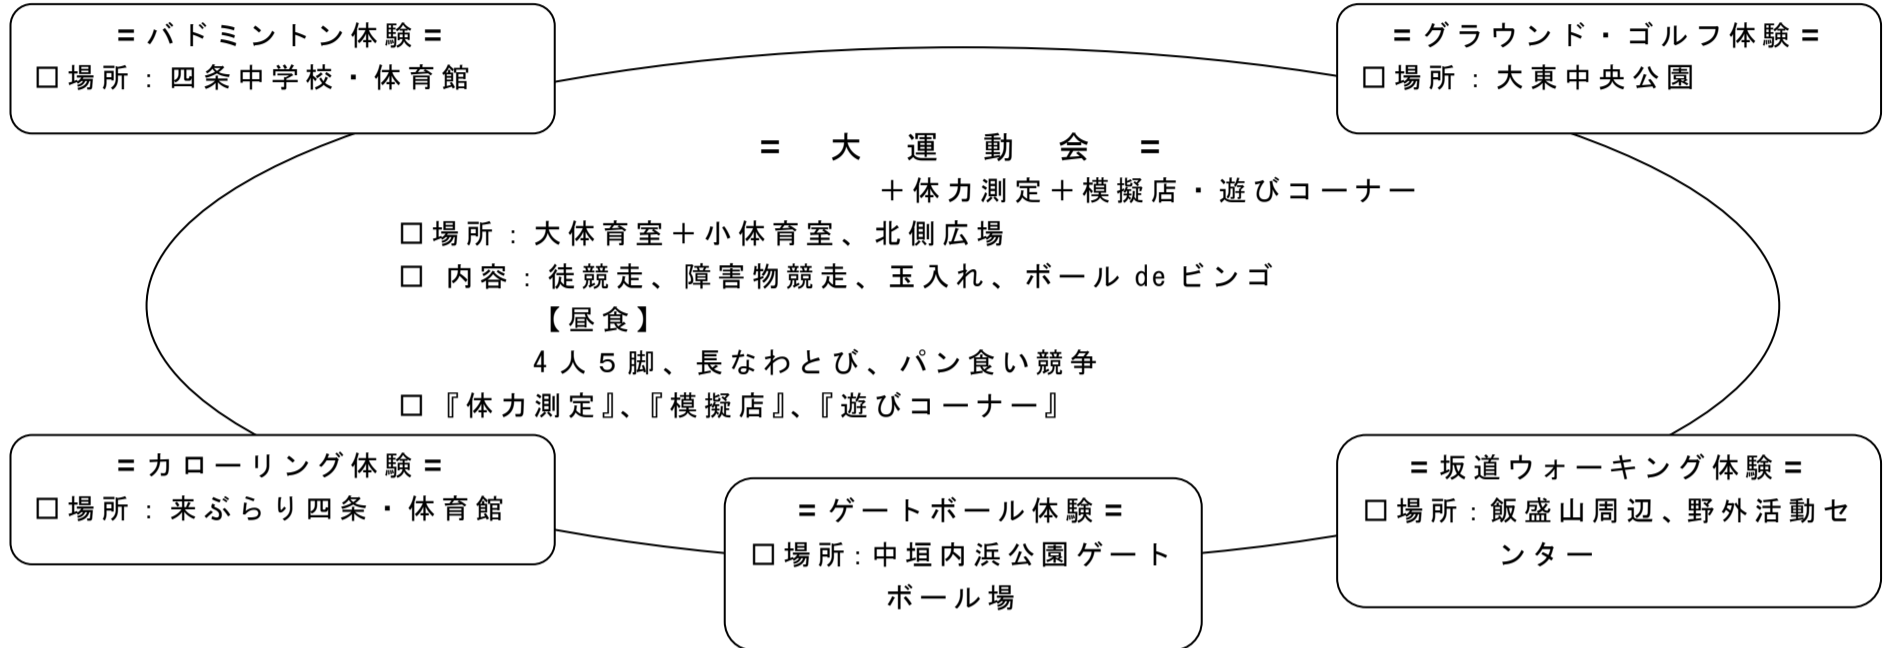 ＝バドミントン体験＝
□場所：四条中学校・体育館
＝グラウンド・ゴルフ体験＝
□場所：大東中央公園
＝　大　運　動　会　＝
＋体力測定＋模擬店・遊びコーナー
□場所：大体育室＋小体育室、北側広場
□ 内容：徒競走、障害物競走、玉入れ、ボール de ビンゴ
【昼食】
4 人５脚、長なわとび、パン食い競争
□『体力測定』、『模擬店』、『遊びコーナー』
＝カローリング体験＝
□場所：来ぶらり四条・体育館
＝ゲートボール体験＝
□場所：中垣内浜公園ゲート
ボール場
＝坂道ウォーキング体験＝
□場所：飯盛山周辺、野外活動セ
ンター